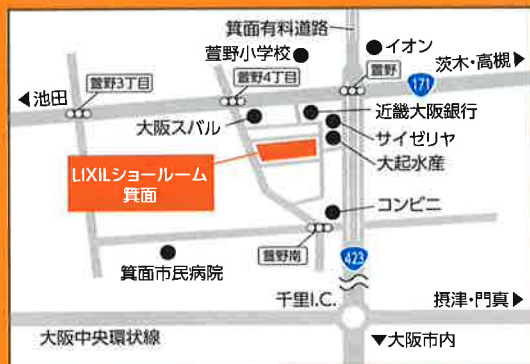 箕面有料道路
萱野小学校
イオン
茨木・高槻▶
萱野3丁目
萱野4丁目
萱野
171
◀池田
大阪スバル
近畿大阪銀行
サイゼリヤ
大起水産
LIXILショールーム
箕面
コンビニ
萱野南
箕面市民病院
423
千里I.C.
摂津・門真▶
大阪中央環状線
▼大阪市内